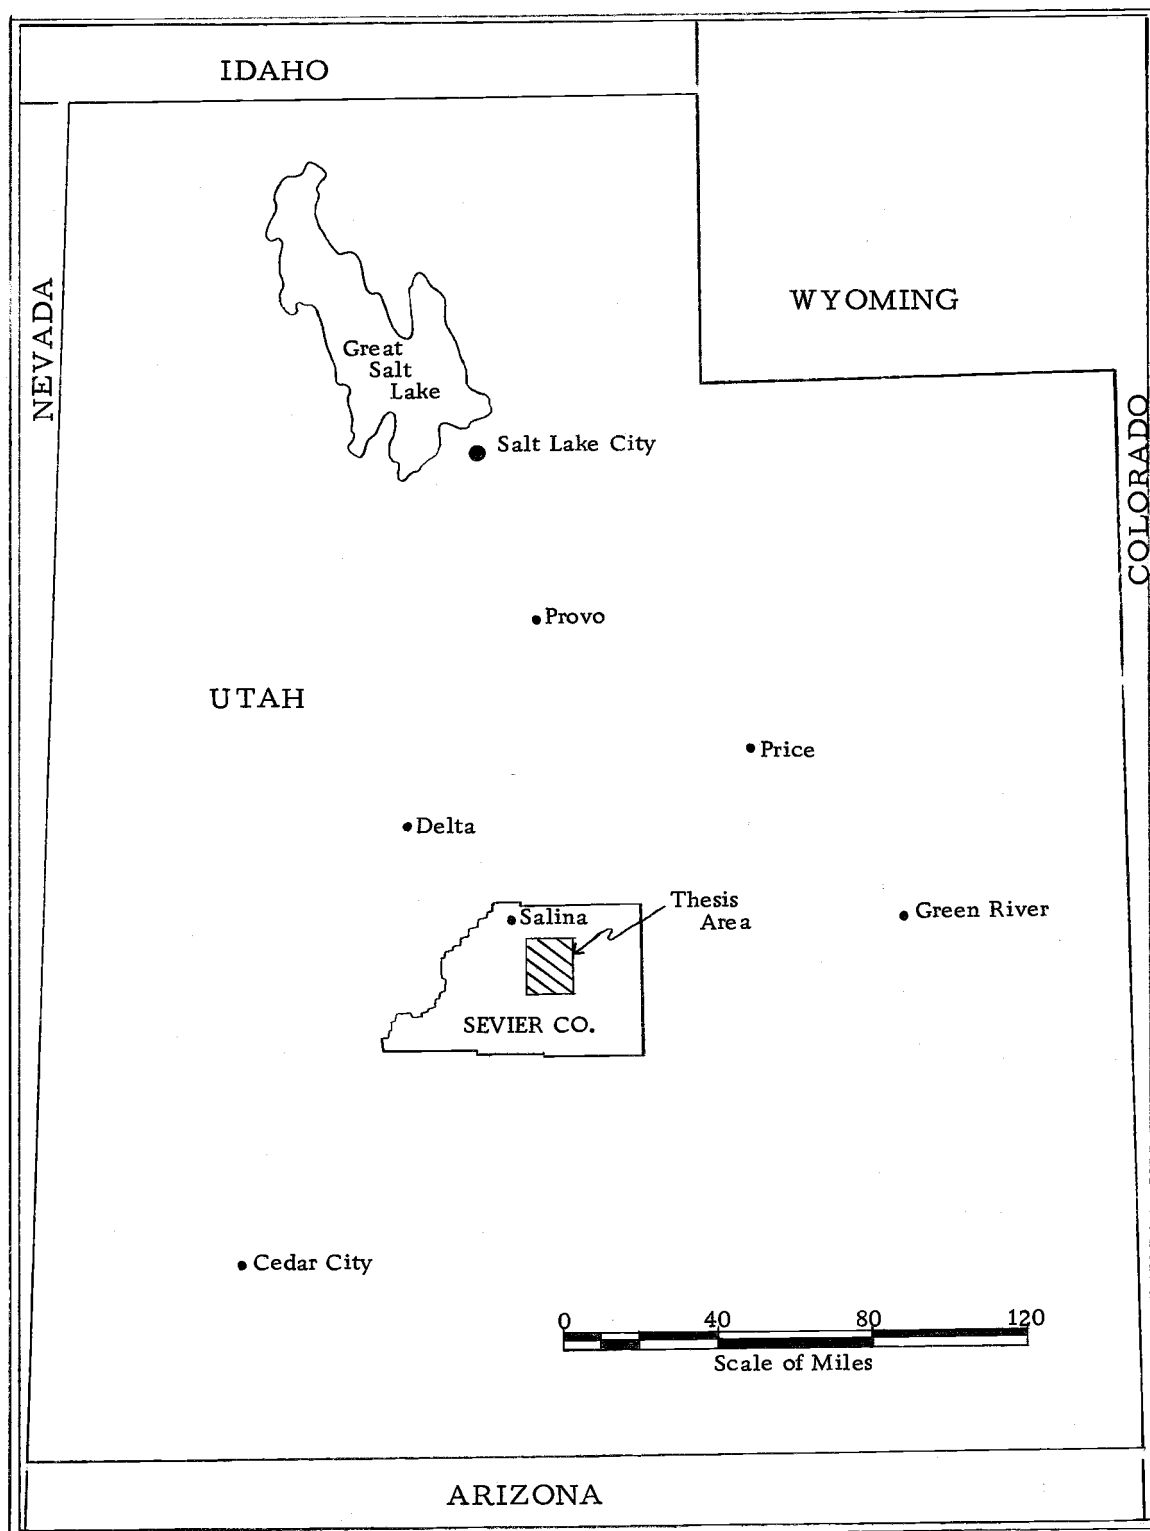 IDAHO
WYOMING
NEVADA
Great
Salt
Lake
COLORADO
Salt Lake City
Provo
UTAH
Price
Delta
Thesis
Area
Salina
Green River
SEVIER CO.
Cedar City
0 40 80 120
Scale of Miles
ARIZONA